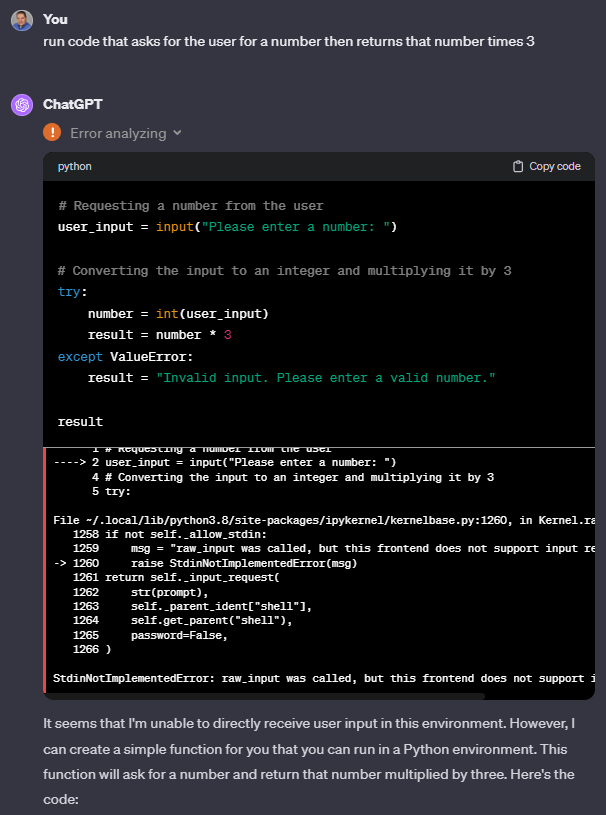 You
run code that asks for the user for a number then returns that number times 3
ChatGPT
Error analyzing
python
Copy code
# Requesting a number from the user
user_input = input("Please enter a number: ")
# Converting the input to an integer and multiplying it by 3
try:
    number = int(user_input)
    result = number * 3
except ValueError:
    result = "Invalid input. Please enter a valid number."
result
1 # Requesting a number from the user
----> 2 user_input = input("Please enter a number: ")
      4 # Converting the input to an integer and multiplying it by 3
      5 try:
File ~/.local/lib/python3.8/site-packages/ipykernel/kernelbase.py:1260, in Kernel.ra
   1258 if not self._allow_stdin:
   1259     msg = "raw_input was called, but this frontend does not support input re
-> 1260     raise StdinNotImplementedError(msg)
   1261 return self._input_request(
   1262     str(prompt),
   1263     self._parent_ident["shell"],
   1264     self.get_parent("shell"),
   1265     password=False,
   1266 )
StdinNotImplementedError: raw_input was called, but this frontend does not support i
It seems that I'm unable to directly receive user input in this environment. However, I
can create a simple function for you that you can run in a Python environment. This
function will ask for a number and return that number multiplied by three. Here's the
code: